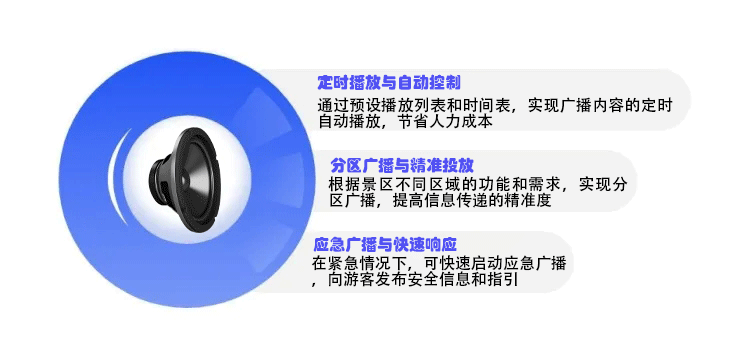 定时播放与自动控制
通过预设播放列表和时间表，实现广播内容的定时
自动播放，节省人力成本
分区广播与精准投放
根据景区不同区域的功能和需求，实现分
区广播，提高信息传递的精准度
应急广播与快速响应
在紧急情况下，可快速启动应急广播
，向游客发布安全信息和指引